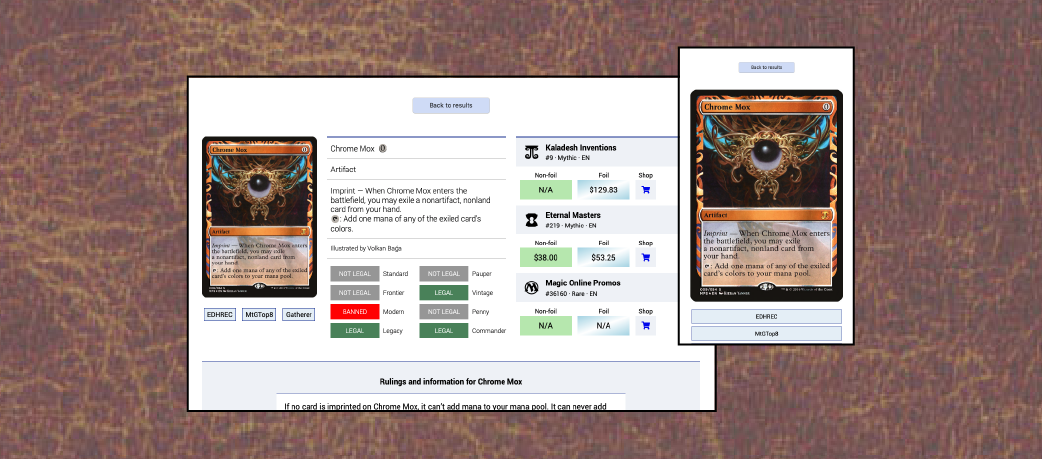 Back to results
Chrome Mox
Artifact
Imprint — When Chrome Mox enters
the battlefield, you may exile
a nonartifact, nonland card from
your hand.
: Add one mana of any of the exiled
card's colors to your mana pool.
EDHREC
MtGTop8
Gatherer
Chrome Mox 0
Artifact
Imprint — When Chrome Mox enters the
battlefield, you may exile a nonartifact, nonland
card from your hand.
: Add one mana of any of the exiled card's
colors.
Illustrated by Volkan Baǵa
NOT LEGAL Standard NOT LEGAL Pauper
NOT LEGAL Frontier LEGAL Vintage
BANNED Modern NOT LEGAL Penny
LEGAL Legacy LEGAL Commander
Kaladesh Inventions
#9 · Mythic · EN
Non-foil Foil Shop
N/A $129.83
Eternal Masters
#219 · Mythic · EN
Non-foil Foil Shop
$38.00 $53.25
Magic Online Promos
#36160 · Rare · EN
Non-foil Foil Shop
N/A N/A
Rulings and information for Chrome Mox
If no card is imprinted on Chrome Mox, it can't add mana to your mana pool. It can never add
Back to results
Chrome Mox 0
Artifact
Imprint — When Chrome Mox enters
the battlefield, you may exile
a nonartifact, nonland card from
your hand.
: Add one mana of any of the exiled
card's colors to your mana pool.
EDHREC
MtGTop8